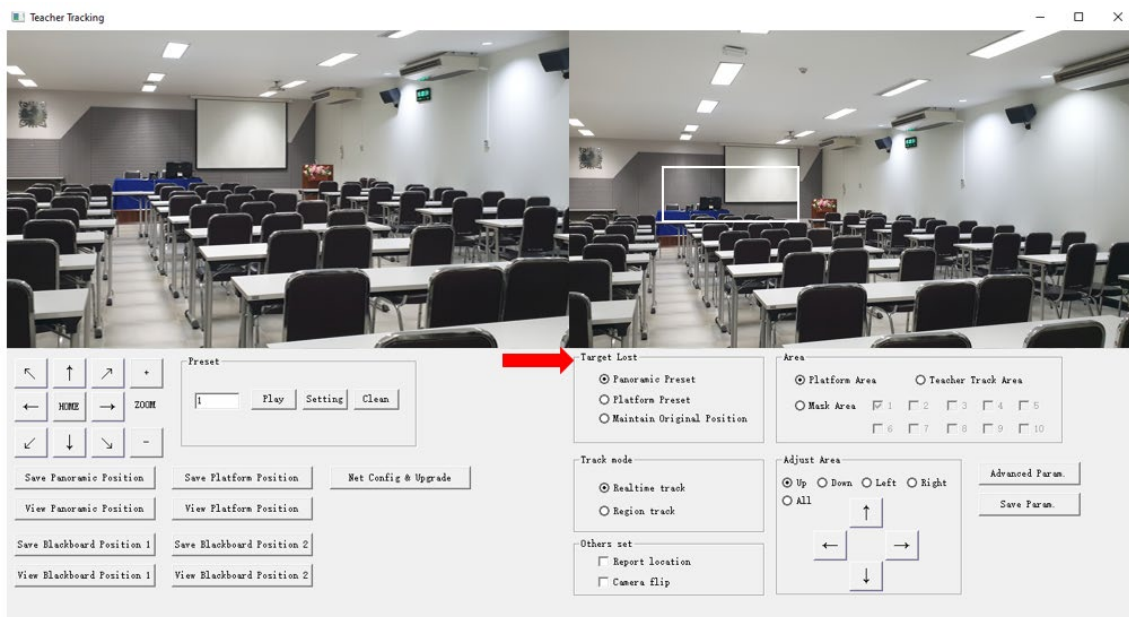 Teacher Tracking
Preset
1 Play Setting Clean
HOME ZOOM
+
-
Save Panoramic Position Save Platform Position Net Config & Upgrade
View Panoramic Position View Platform Position
Save Blackboard Position 1 Save Blackboard Position 2
View Blackboard Position 1 View Blackboard Position 2
Target Lost
Panoramic Preset
Platform Preset
Maintain Original Position
Area
Platform Area Teacher Track Area
Mask Area 1 2 3 4 5
6 7 8 9 10
Track mode
Realtime track
Region track
Adjust Area
Up Down Left Right
All
Advanced Param.
Save Param.
Others set
Report location
Camera flip